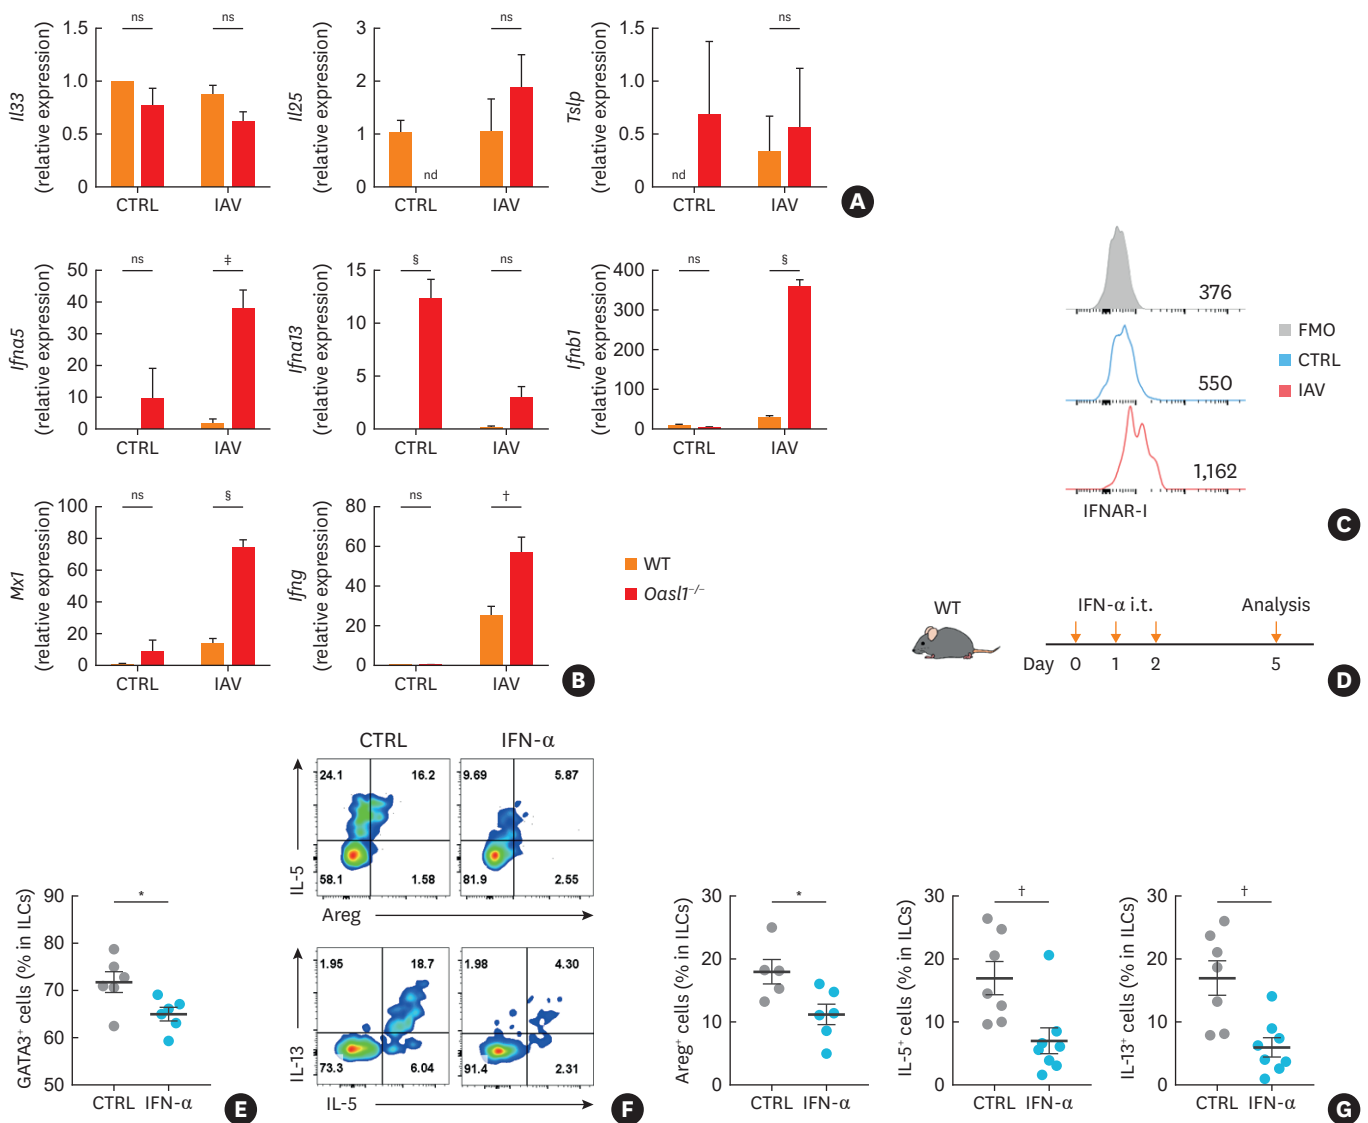 Il33
(relative expression)
1.5
1.0
0.5
0
ns
ns
CTRL
IAV
Il25
(relative expression)
3
2
1
0
nd
ns
CTRL
IAV
Tslp
(relative expression)
1.5
1.0
0.5
0
nd
ns
CTRL
IAV
A
Ifna5
(relative expression)
50
40
30
20
10
0
ns
‡
CTRL
IAV
Ifna13
(relative expression)
15
10
5
0
§
ns
CTRL
IAV
Ifnb1
(relative expression)
400
300
200
100
0
ns
§
CTRL
IAV
Mx1
(relative expression)
100
80
60
40
20
0
ns
§
CTRL
IAV
Ifng
(relative expression)
80
60
40
20
0
ns
†
CTRL
IAV
WT
Oasl1−/−
B
376
550
1,162
IFNAR-I
FMO
CTRL
IAV
C
WT
IFN-α i.t.
Analysis
Day 0 1 2 5
D
GATA3+ cells (% in ILCs)
90
80
70
60
50
*
CTRL IFN-α
E
CTRL
IFN-α
24.1 16.2
58.1 1.58
9.69 5.87
81.9 2.55
IL-5
Areg
1.95 18.7
73.3 6.04
1.98 4.30
91.4 2.31
IL-13
IL-5
F
Areg+ cells (% in ILCs)
30
20
10
0
*
CTRL IFN-α
IL-5+ cells (% in ILCs)
30
20
10
0
†
CTRL IFN-α
IL-13+ cells (% in ILCs)
30
20
10
0
†
CTRL IFN-α
G